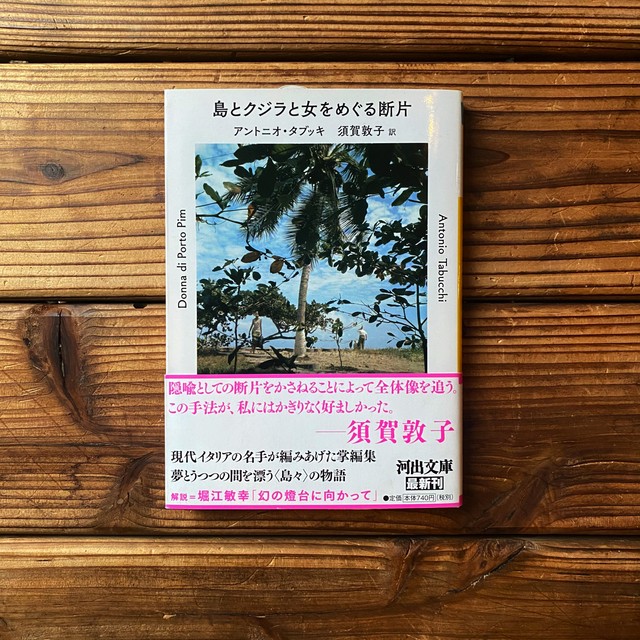 島とクジラと女をめぐる断片
アントニオ・タブッキ 須賀敦子 訳
Donna di Porto Pim
Antonio Tabucchi
隠喩としての断片をかさねることによって全体像を追う。
この手法が、私にはかぎりなく好ましかった。
──須賀敦子
現代イタリアの名手が編みあげた掌編集
夢とうつつの間を漂う〈島々〉の物語
解説=堀江敏幸「幻の燈台に向かって」
河出文庫
最新刊
●定価 本体740円(税別)